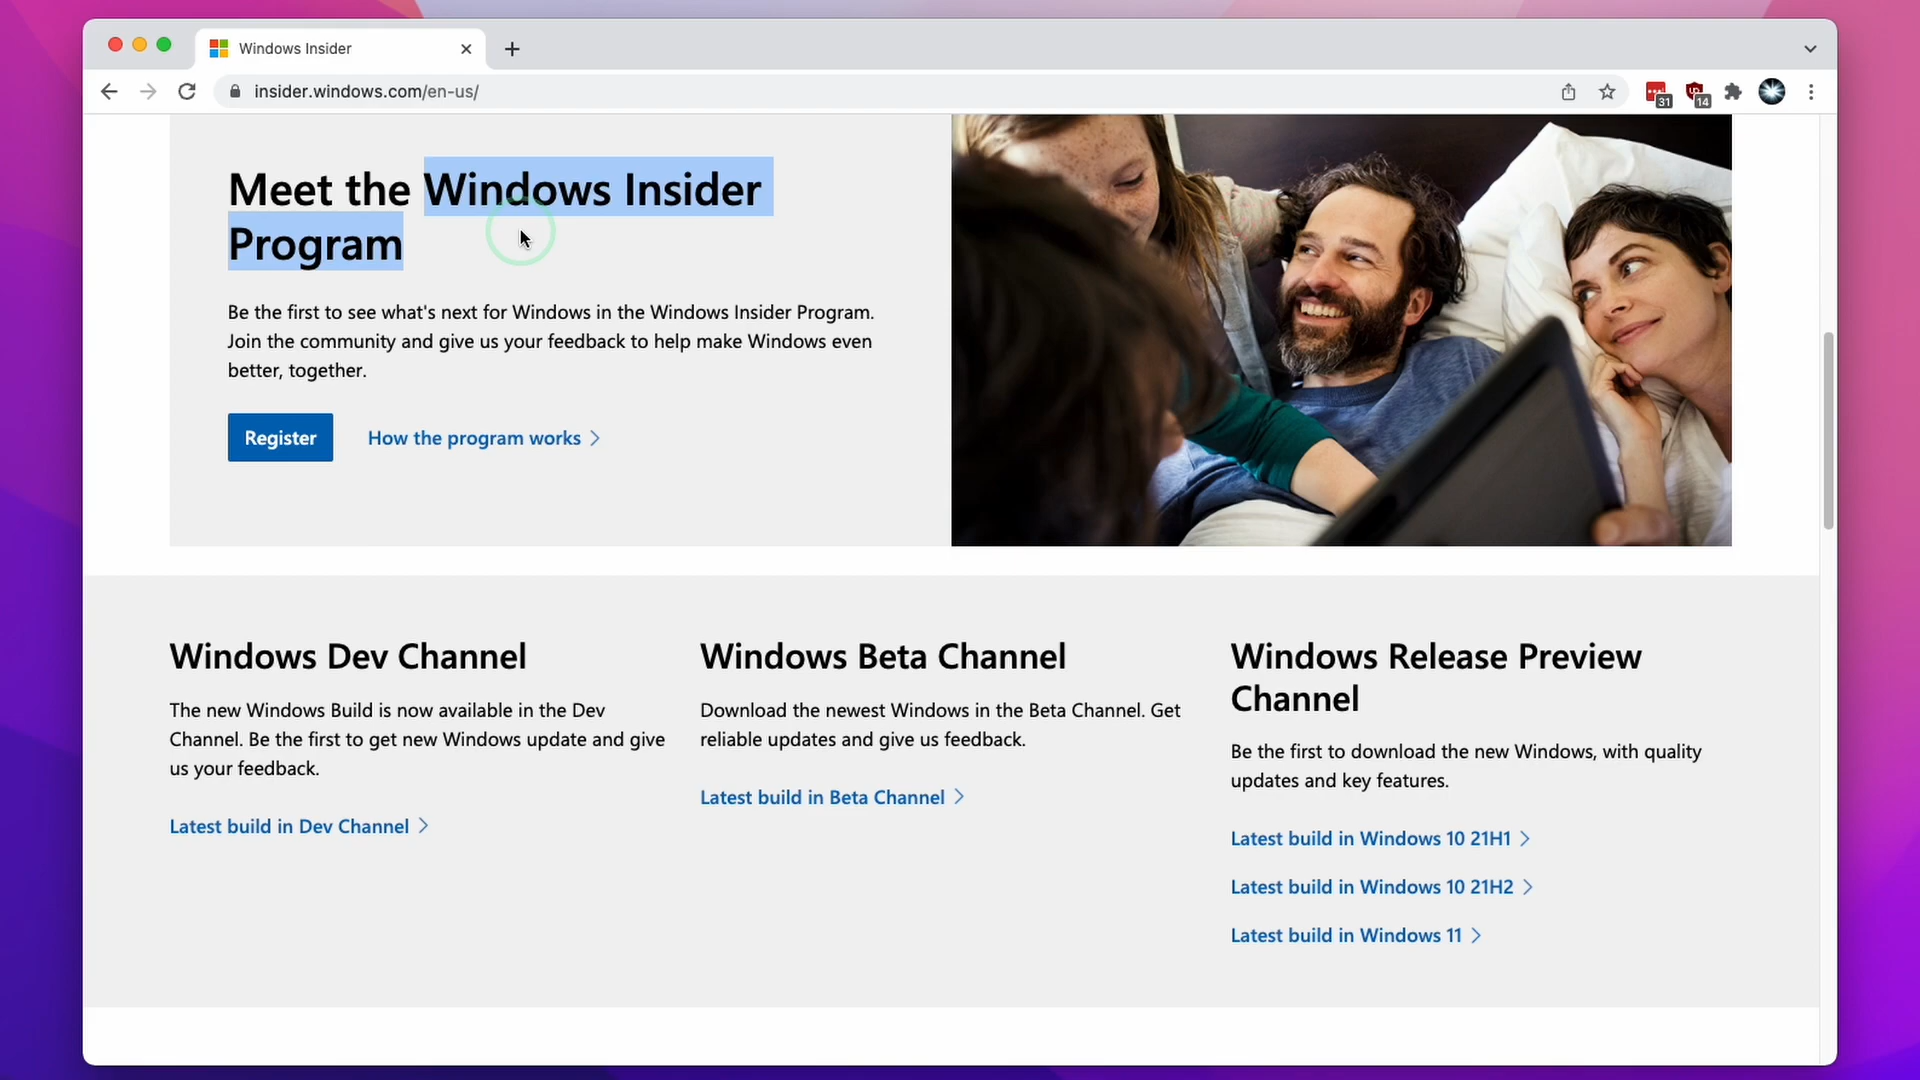 Windows Insider
insider.windows.com/en-us/
31
14
Meet the Windows Insider
Program
Be the first to see what's next for Windows in the Windows Insider Program.
Join the community and give us your feedback to help make Windows even
better, together.
Register
How the program works
Windows Dev Channel
The new Windows Build is now available in the Dev
Channel. Be the first to get new Windows update and give
us your feedback.
Latest build in Dev Channel
Windows Beta Channel
Download the newest Windows in the Beta Channel. Get
reliable updates and give us feedback.
Latest build in Beta Channel
Windows Release Preview
Channel
Be the first to download the new Windows, with quality
updates and key features.
Latest build in Windows 10 21H1
Latest build in Windows 10 21H2
Latest build in Windows 11